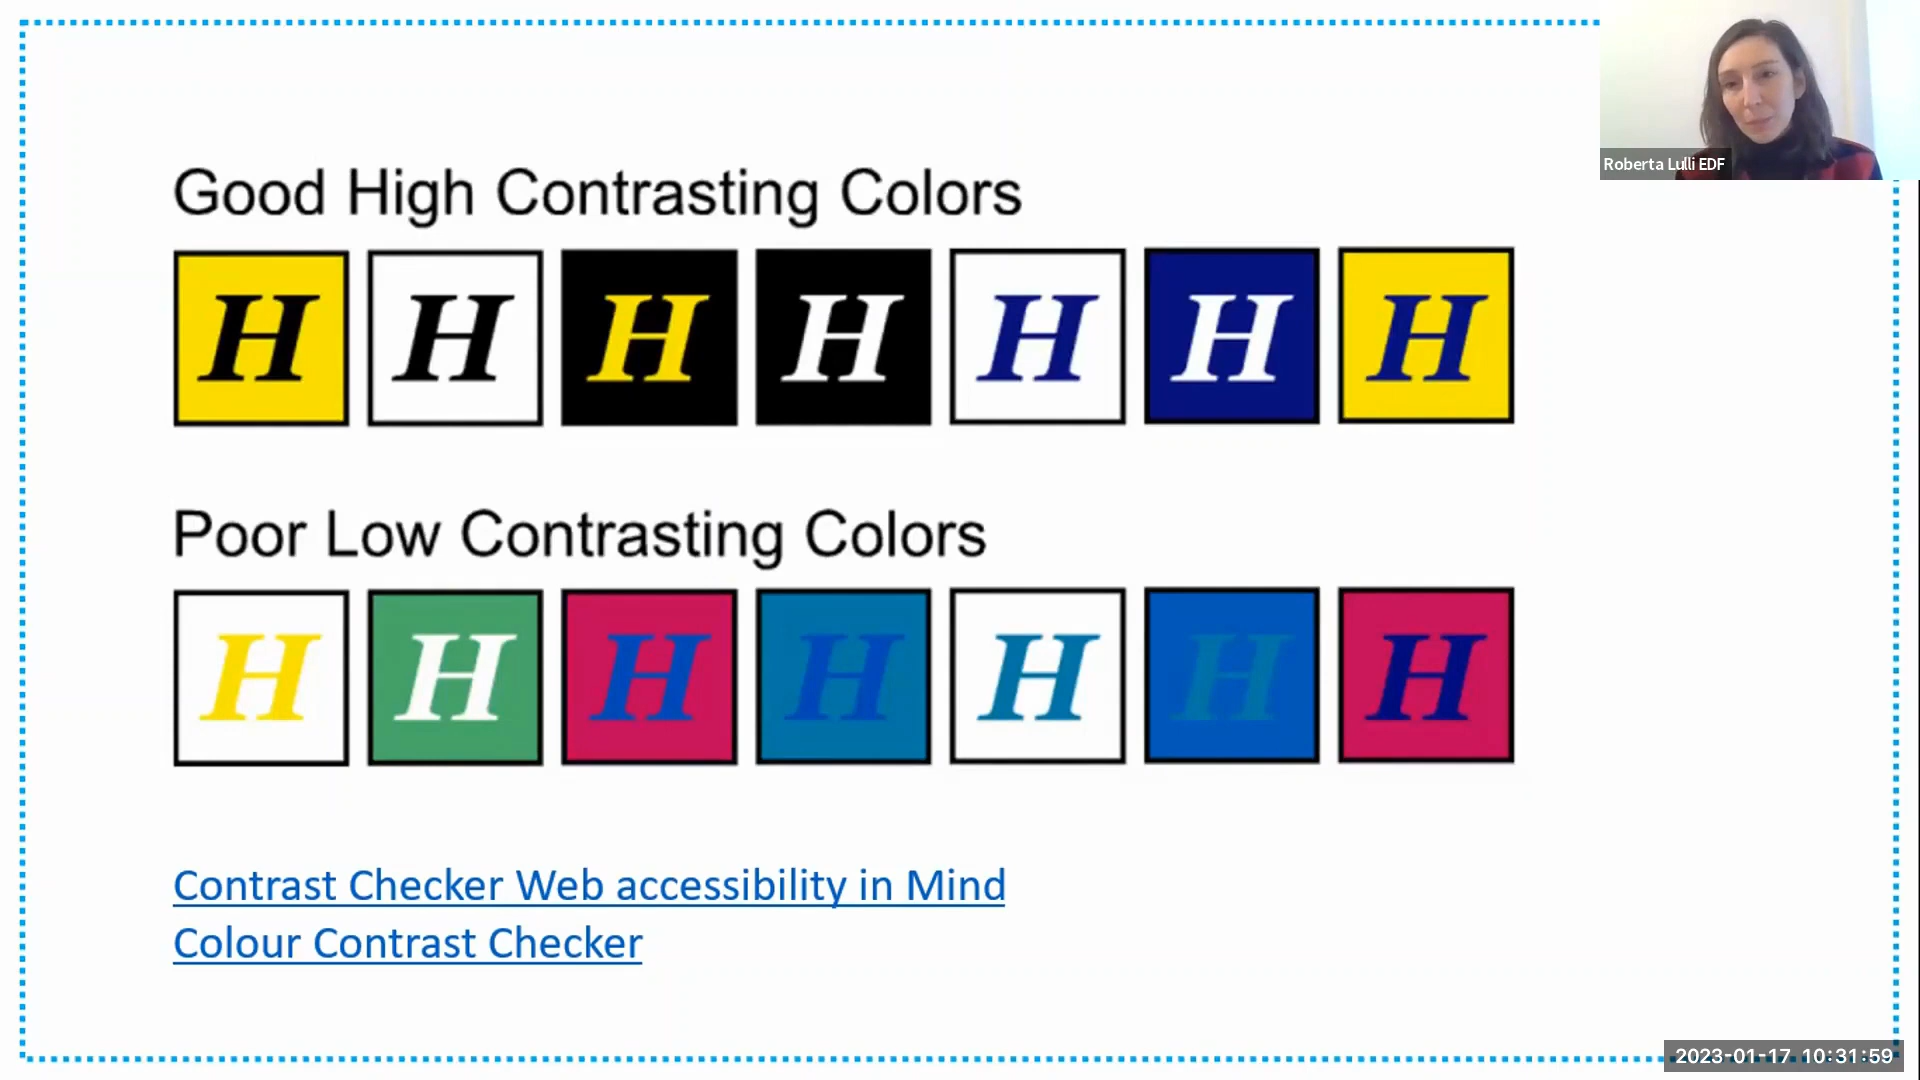 Roberta Lulli EDF
Good High Contrasting Colors
H H H H H H H
Poor Low Contrasting Colors
H H H H H H H
Contrast Checker Web accessibility in Mind
Colour Contrast Checker
2023-01-17 10:31:59